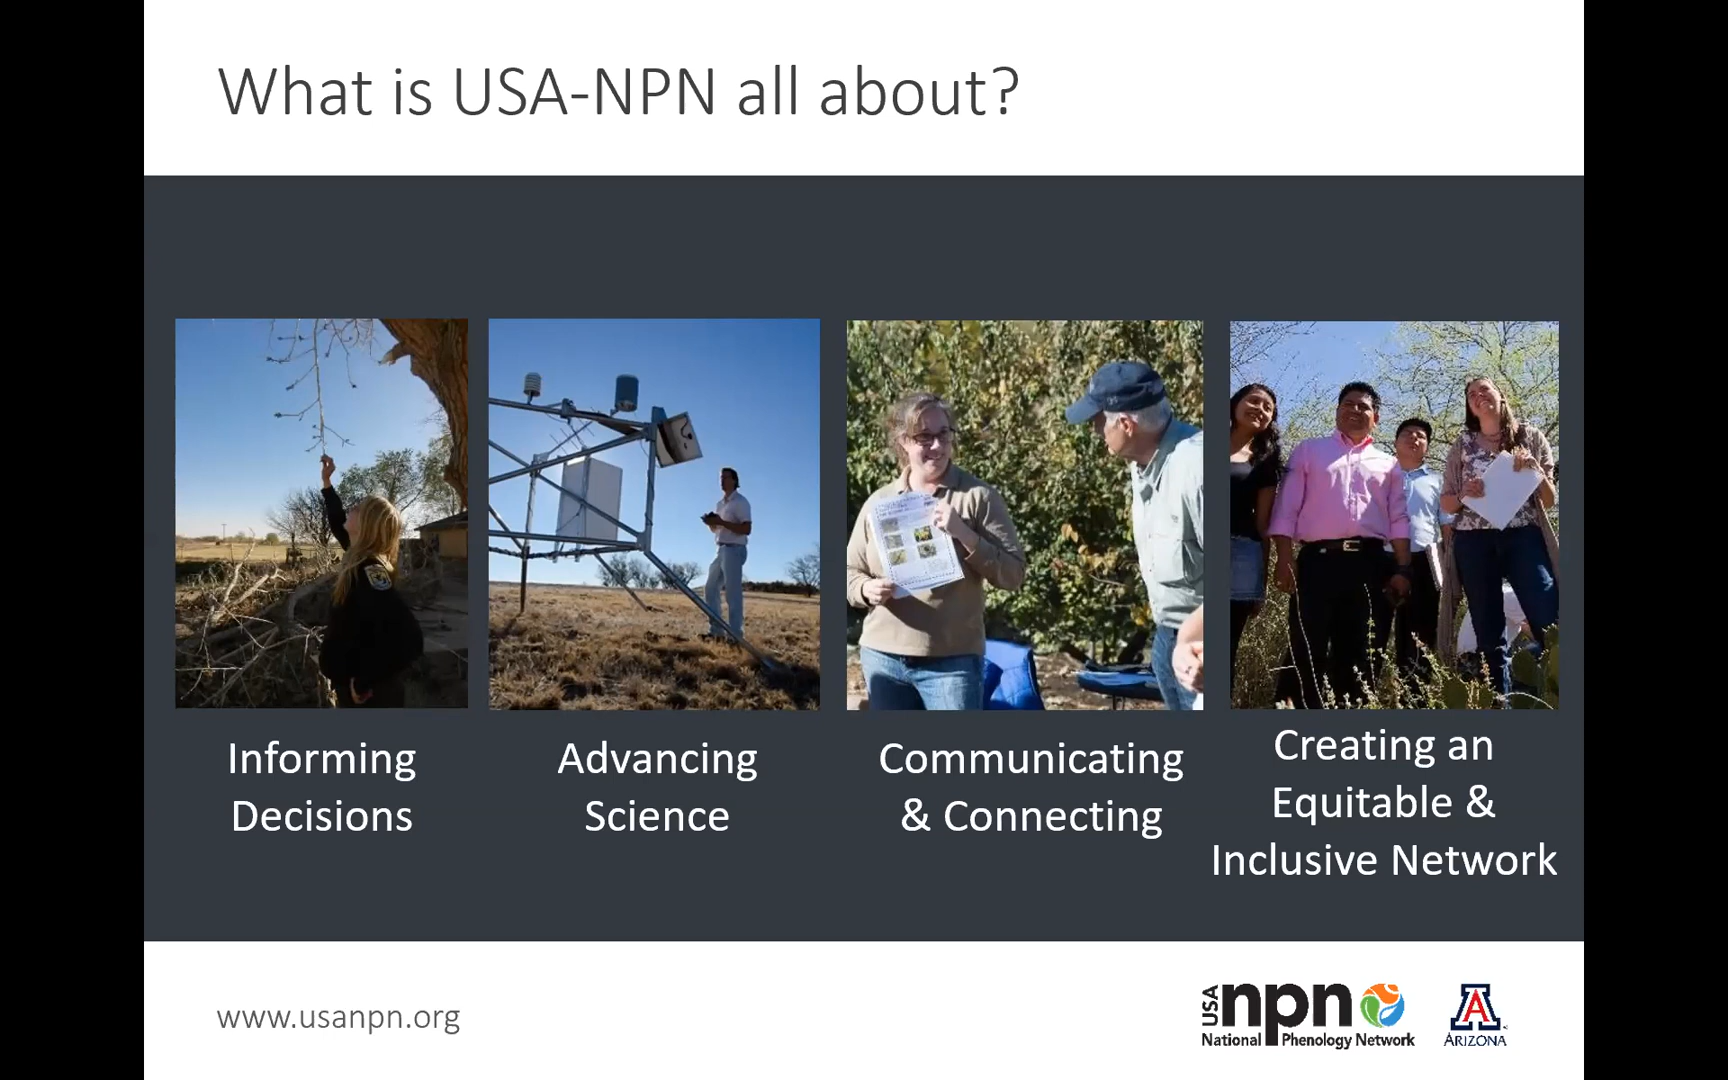 What is USA-NPN all about?
Informing
Decisions
Advancing
Science
Communicating
& Connecting
Creating an
Equitable &
Inclusive Network
www.usanpn.org
USA npn
National Phenology Network
A
ARIZONA